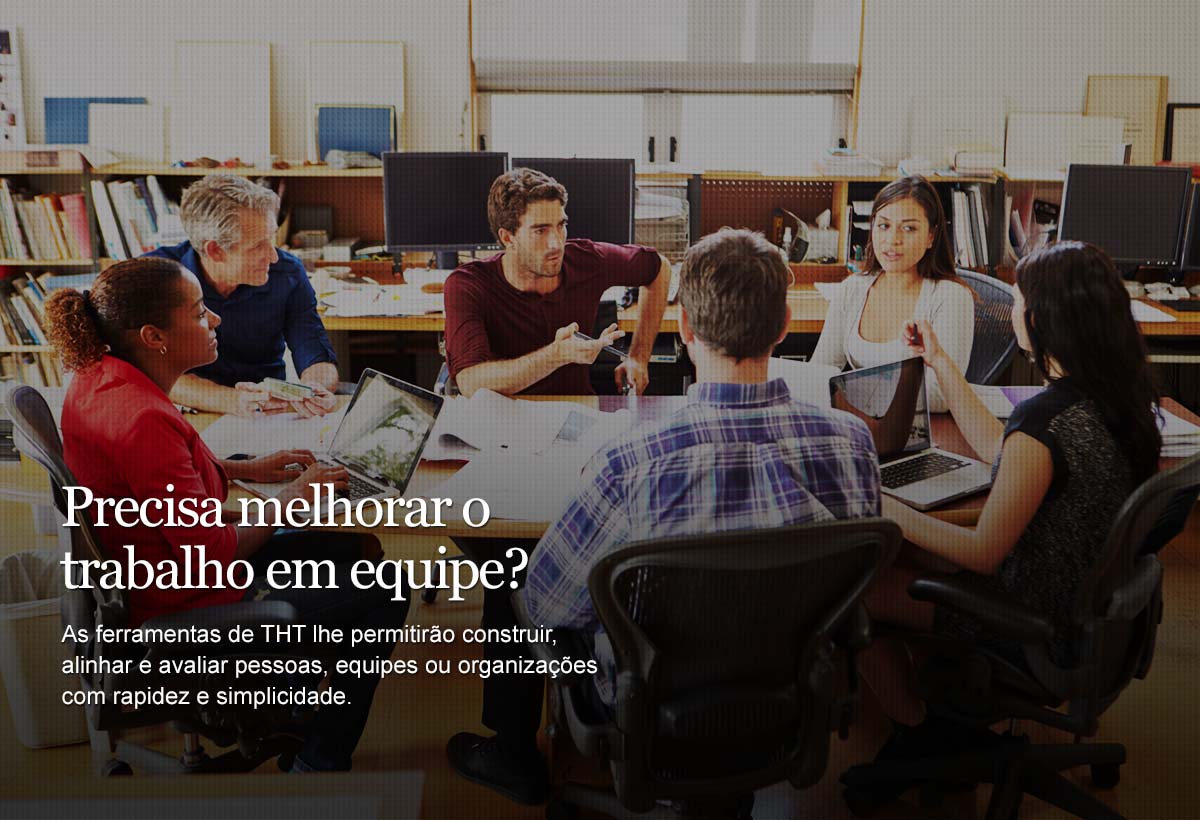 Precisa melhorar o
trabalho em equipe?
As ferramentas de THT lhe permitirão construir,
alinhar e avaliar pessoas, equipes ou organizações
com rapidez e simplicidade.